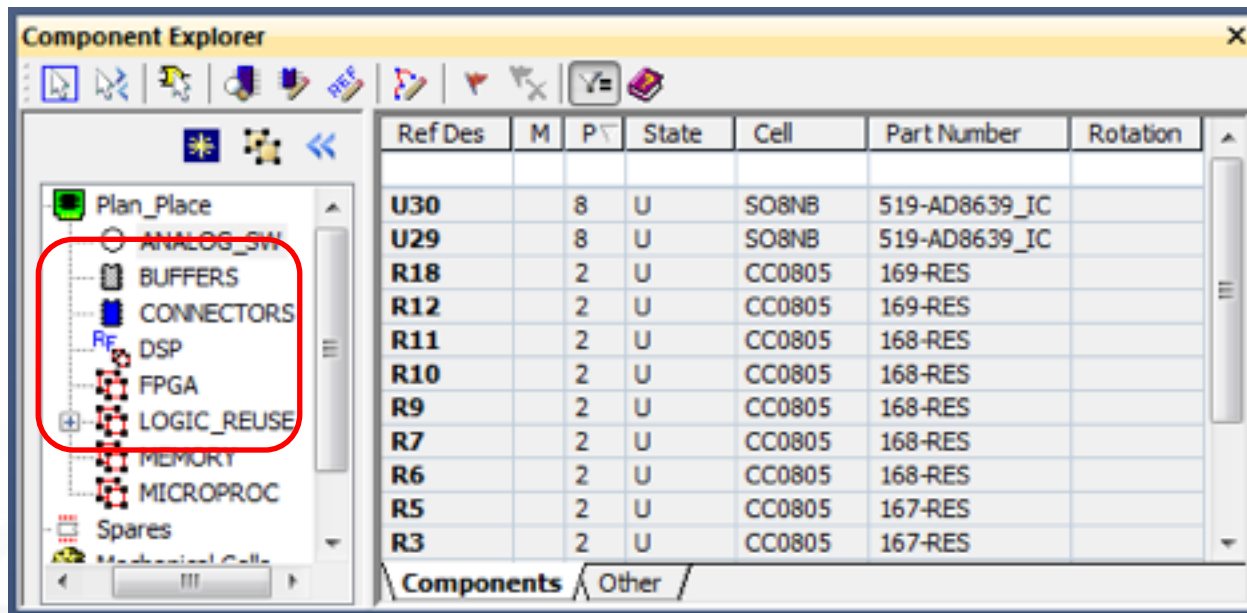 Component Explorer
REF
Ref Des M P State Cell Part Number Rotation
Plan_Place
ANALOG_SW
BUFFERS
CONNECTORS
RF DSP
FPGA
LOGIC_REUSE
MEMORY
MICROPROC
Spares
Mechanical Cells
U30 8 U SO8NB 519-AD8639_IC
U29 8 U SO8NB 519-AD8639_IC
R18 2 U CC0805 169-RES
R12 2 U CC0805 169-RES
R11 2 U CC0805 168-RES
R10 2 U CC0805 168-RES
R9 2 U CC0805 168-RES
R7 2 U CC0805 168-RES
R6 2 U CC0805 168-RES
R5 2 U CC0805 167-RES
R3 2 U CC0805 167-RES
Components Other